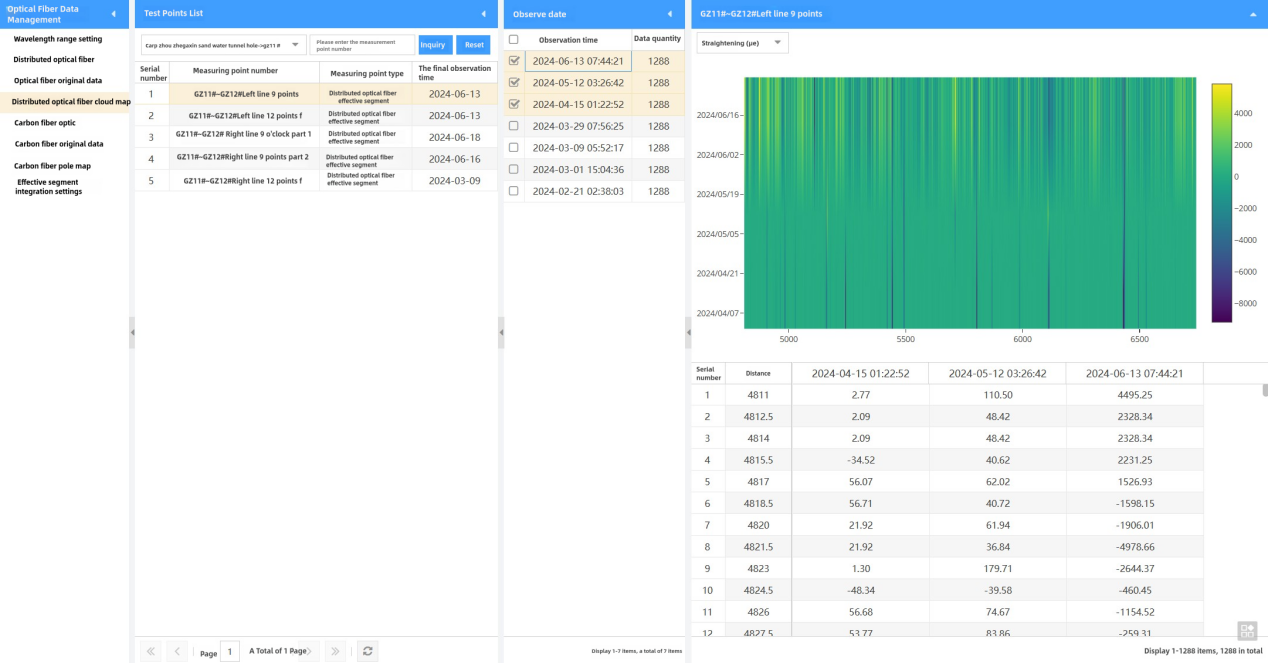 Optical Fiber Data
Management
Wavelength range setting
Distributed optical fiber
Optical fiber original data
Distributed optical fiber cloud map
Carbon fiber optic
Carbon fiber original data
Carbon fiber pole map
Effective segment
integration settings
Test Points List
Carp zhou zhegaxin sand water tunnel hole->gz11 #
Please enter the measurement
point number
Inquiry
Reset
Serial
number
Measuring point number
Measuring point type
The final observation
time
1
GZ11#~GZ12#Left line 9 points
Distributed optical fiber
effective segment
2024-06-13
2
GZ11#~GZ12#Left line 12 points f
Distributed optical fiber
effective segment
2024-06-13
3
GZ11#~GZ12# Right line 9 o'clock part 1
Distributed optical fiber
effective segment
2024-06-18
4
GZ11#~GZ12#Right line 9 points part 2
Distributed optical fiber
effective segment
2024-06-16
5
GZ11#~GZ12#Right line 12 points f
Distributed optical fiber
effective segment
2024-03-09
Page 1 A Total of 1 Page
Observe date
Observation time Data quantity
2024-06-13 07:44:21 1288
2024-05-12 03:26:42 1288
2024-04-15 01:22:52 1288
2024-03-29 07:56:25 1288
2024-03-09 05:52:17 1288
2024-03-01 15:04:36 1288
2024-02-21 02:38:03 1288
Display 1-7 items, a total of 7 items
GZ11#~GZ12#Left line 9 points
Straightening (με)
2024/06/16
2024/06/02
2024/05/19
2024/05/05
2024/04/21
2024/04/07
5000 5500 6000 6500
4000
2000
0
−2000
−4000
−6000
−8000
Serial
number
Distance 2024-04-15 01:22:52 2024-05-12 03:26:42 2024-06-13 07:44:21
1 4811 2.77 110.50 4495.25
2 4812.5 2.09 48.42 2328.34
3 4814 2.09 48.42 2328.34
4 4815.5 -34.52 40.62 2231.25
5 4817 56.07 62.02 1526.93
6 4818.5 56.71 40.72 -1598.15
7 4820 21.92 61.94 -1906.01
8 4821.5 21.92 36.84 -4978.66
9 4823 1.30 179.71 -2644.37
10 4824.5 -48.34 -39.58 -460.45
11 4826 56.68 74.67 -1154.52
12 4827.5 53.77 83.86 -259.31
Display 1-1288 items, 1288 in total